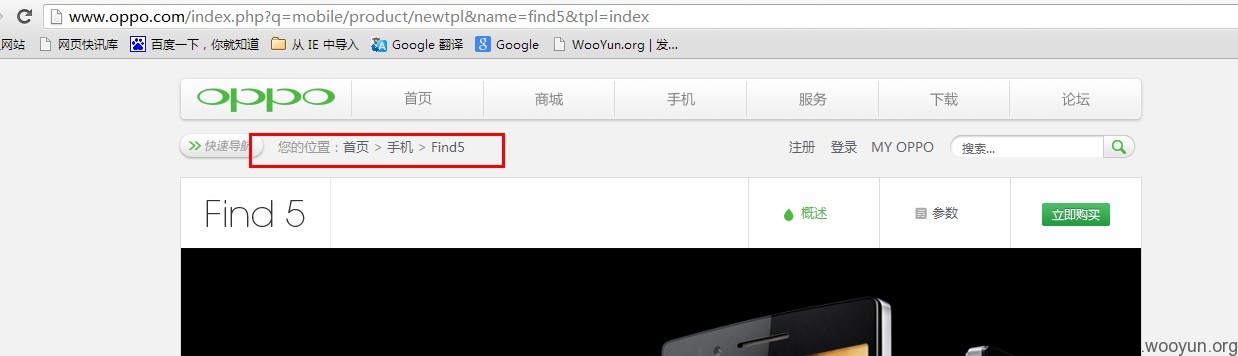 www.oppo.com/index.php?q=mobile/product/newtpl&name=find5&tpl=index
网站 网页快讯库 百度一下，你就知道 从 IE 中导入 Google 翻译 Google WooYun.org | 发...
oppo 首页 商城 手机 服务 下载 论坛
快速导航 您的位置：首页 > 手机 > Find5 注册 登录 MY OPPO 搜索...
Find 5 概述 参数 立即购买
.wooyun.org